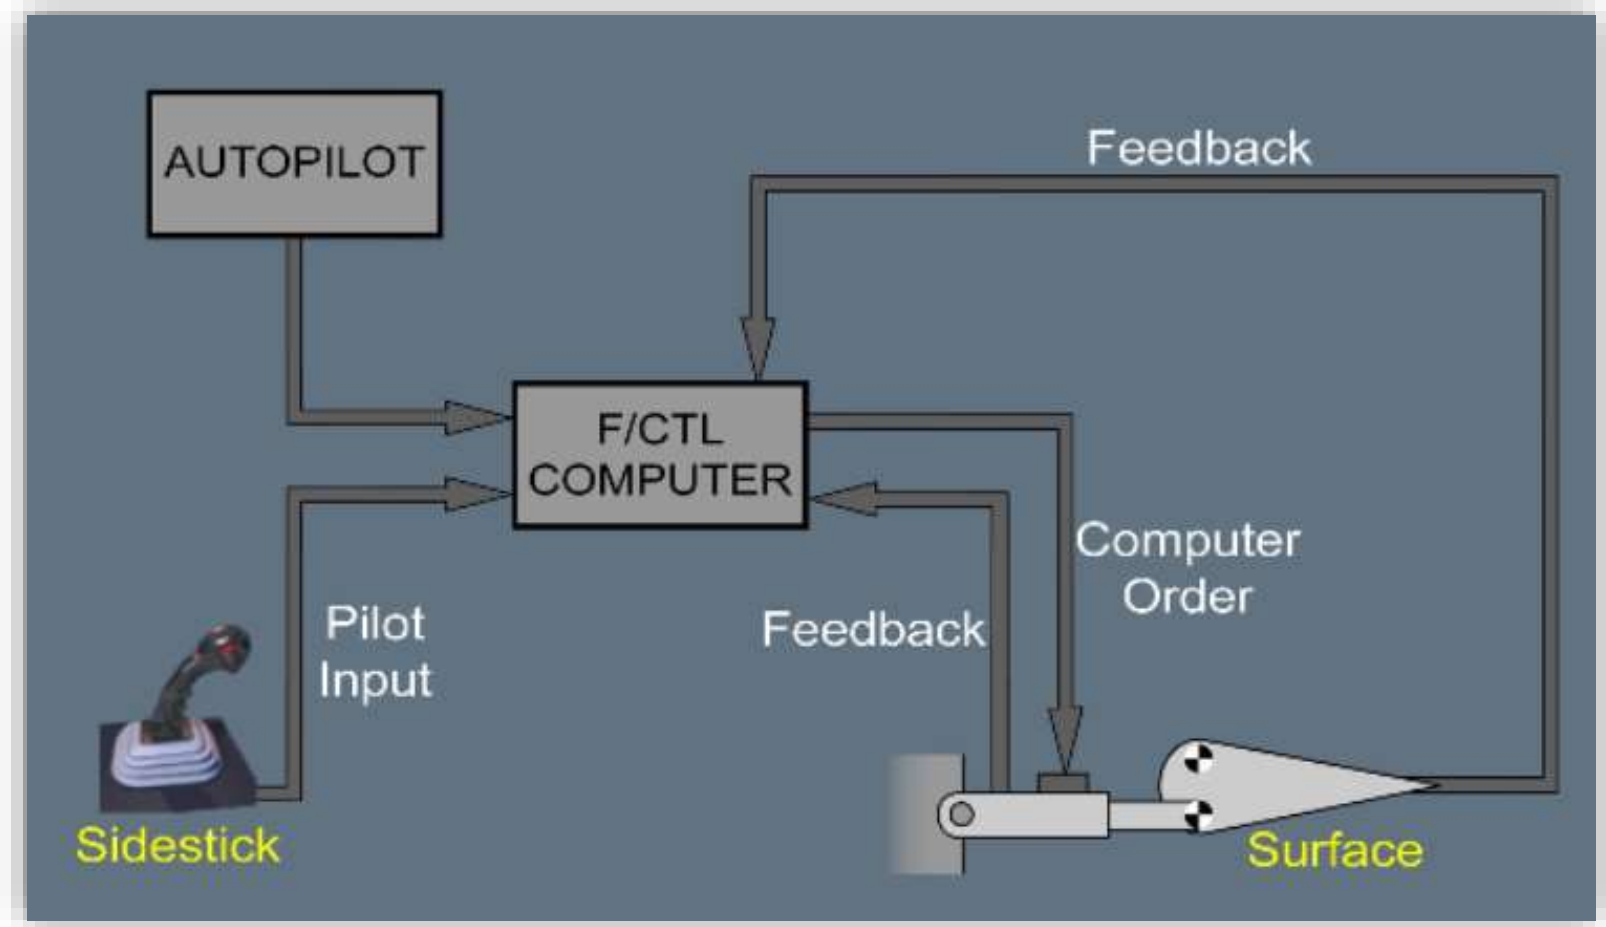 AUTOPILOT
Feedback
F/CTL
COMPUTER
Computer
Order
Pilot
Input
Feedback
Sidestick
Surface